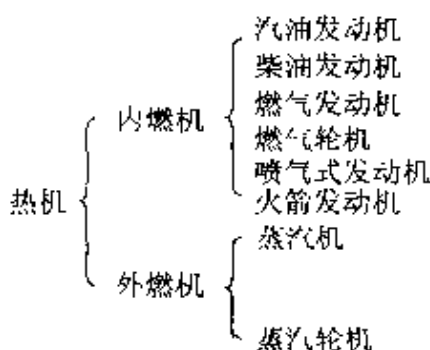 汽油发动机
柴油发动机
燃气发动机
内燃机
燃气轮机
喷气式发动机
热机
火箭发动机
蒸汽机
外燃机
蒸汽轮机